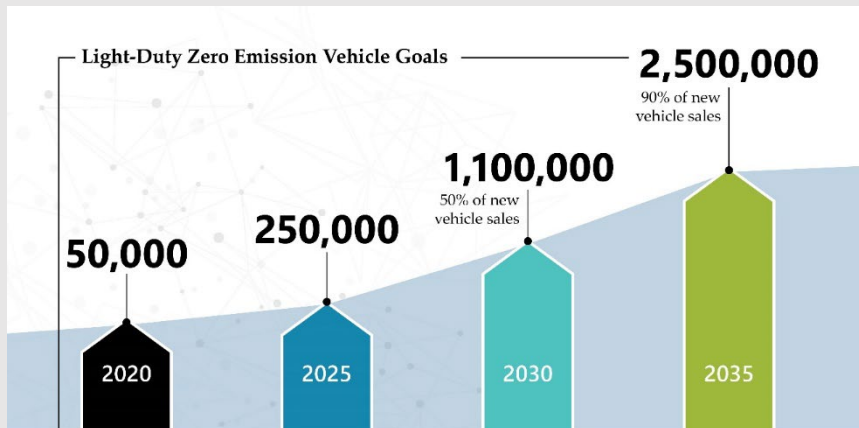 Light-Duty Zero Emission Vehicle Goals
2,500,000
90% of new
vehicle sales
1,100,000
50% of new
vehicle sales
250,000
50,000
2020
2025
2030
2035